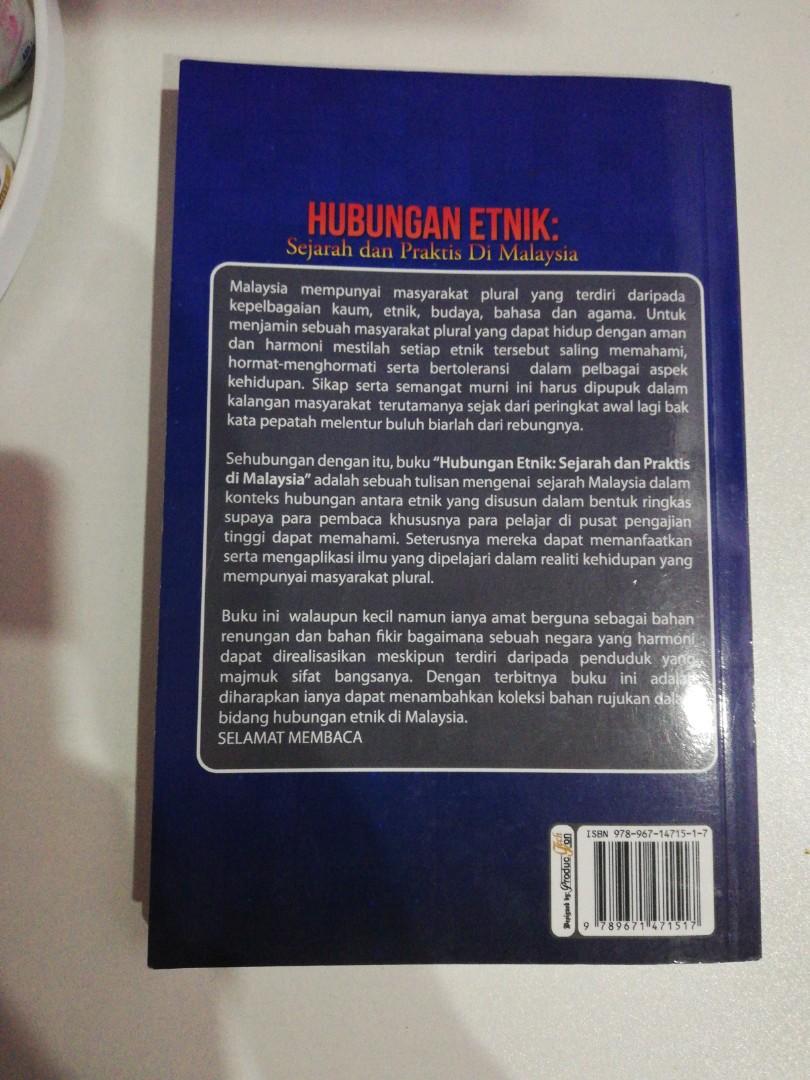 HUBUNGAN ETNIK:
Sejarah dan Praktis Di Malaysia
Malaysia mempunyai masyarakat plural yang terdiri daripada
kepelbagaian kaum, etnik, budaya, bahasa dan agama. Untuk
menjamin sebuah masyarakat plural yang dapat hidup dengan aman
dan harmoni mestilah setiap etnik tersebut saling memahami,
hormat-menghormati serta bertoleransi dalam pelbagai aspek
kehidupan. Sikap serta semangat murni ini harus dipupuk dalam
kalangan masyarakat terutamanya sejak dari peringkat awal lagi bak
kata pepatah melentur buluh biarlah dari rebungnya.
Sehubungan dengan itu, buku "Hubungan Etnik: Sejarah dan Praktis
di Malaysia" adalah sebuah tulisan mengenai sejarah Malaysia dalam
konteks hubungan antara etnik yang disusun dalam bentuk ringkas
supaya para pembaca khususnya para pelajar di pusat pengajian
tinggi dapat memahami. Seterusnya mereka dapat memanfaatkan
serta mengaplikasi ilmu yang dipelajari dalam realiti kehidupan yang
mempunyai masyarakat plural.
Buku ini walaupun kecil namun ianya amat berguna sebagai bahan
renungan dan bahan fikir bagaimana sebuah negara yang harmoni
dapat direalisasikan meskipun terdiri daripada penduduk yang
majmuk sifat bangsanya. Dengan terbitnya buku ini adalah
diharapkan ianya dapat menambahkan koleksi bahan rujukan dalam
bidang hubungan etnik di Malaysia.
SELAMAT MEMBACA
ISBN 978-967-14715-1-7
9 789671 471517